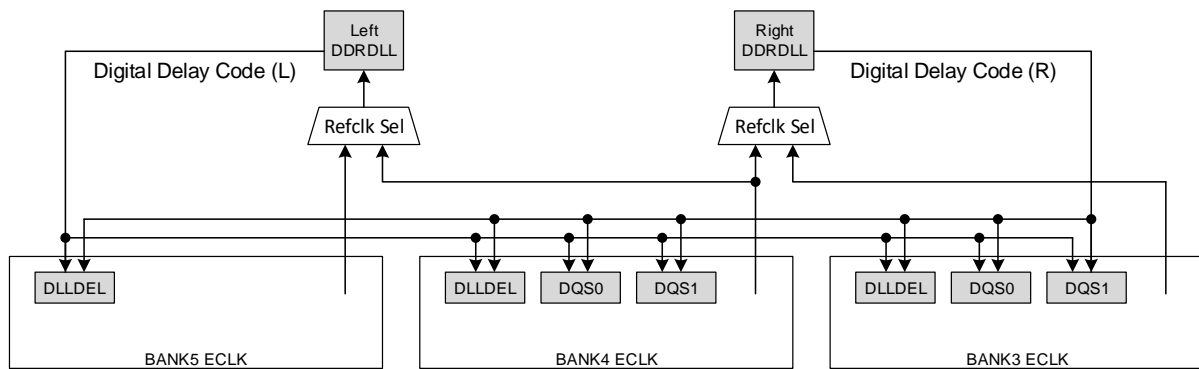 Left
DDRDLL
Right
DDRDLL
Digital Delay Code (L)
Digital Delay Code (R)
Refclk Sel
Refclk Sel
DLLDEL
DLLDEL
DQS0
DQS1
DLLDEL
DQS0
DQS1
BANK5 ECLK
BANK4 ECLK
BANK3 ECLK